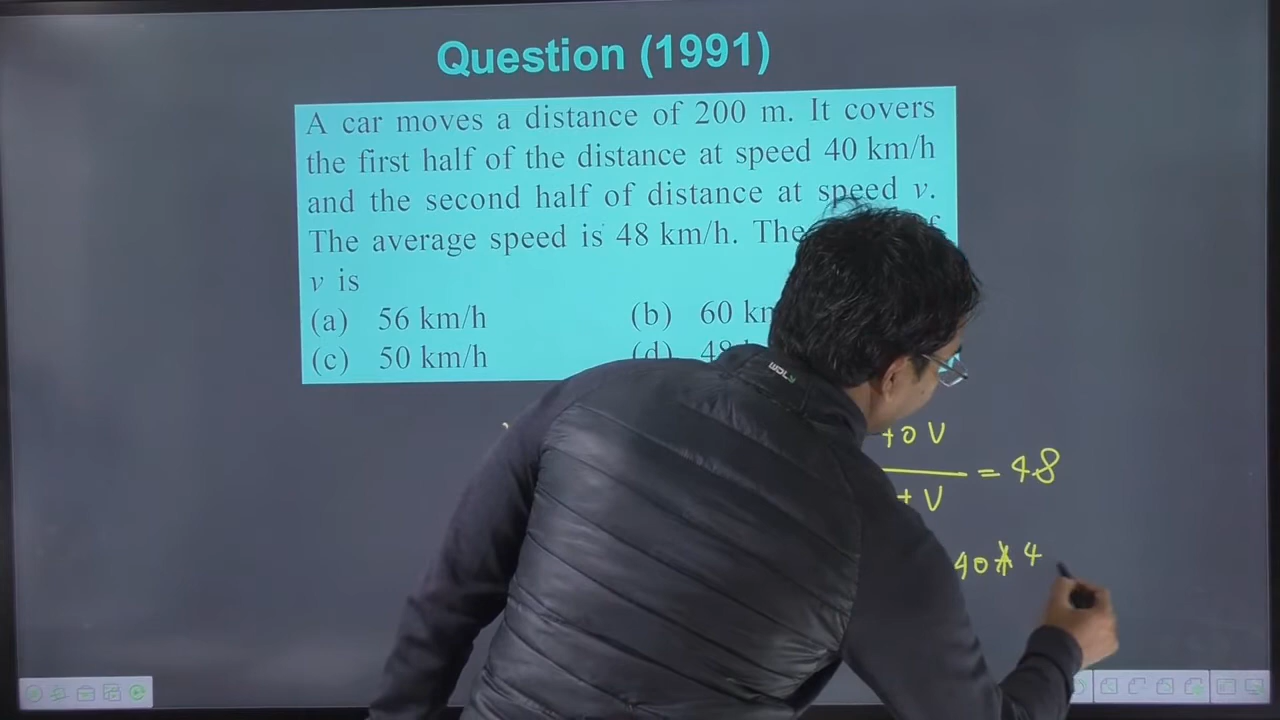 Question (1991)
A car moves a distance of 200 m. It covers
the first half of the distance at speed 40 km/h
and the second half of distance at speed v.
The average speed is 48 km/h. The
v is
(a) 56 km/h (b) 60
(c) 50 km/h (d)
V
= 48
+ V
40 * 4